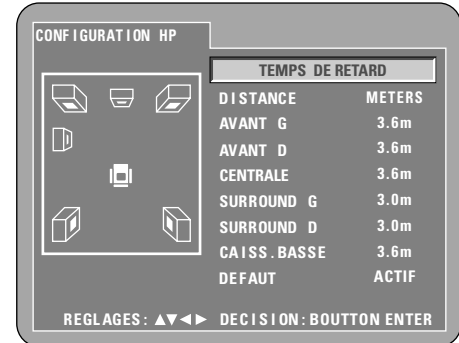 CONFIGURATION HP
TEMPS DE RETARD
DISTANCE METERS
AVANT G 3.6m
AVANT D 3.6m
CENTRALE 3.6m
SURROUND G 3.0m
SURROUND D 3.0m
CAISS.BASSE 3.6m
DEFAUT ACTIF
REGLAGES: ▲▼◄► DECISION:BOUTTON ENTER